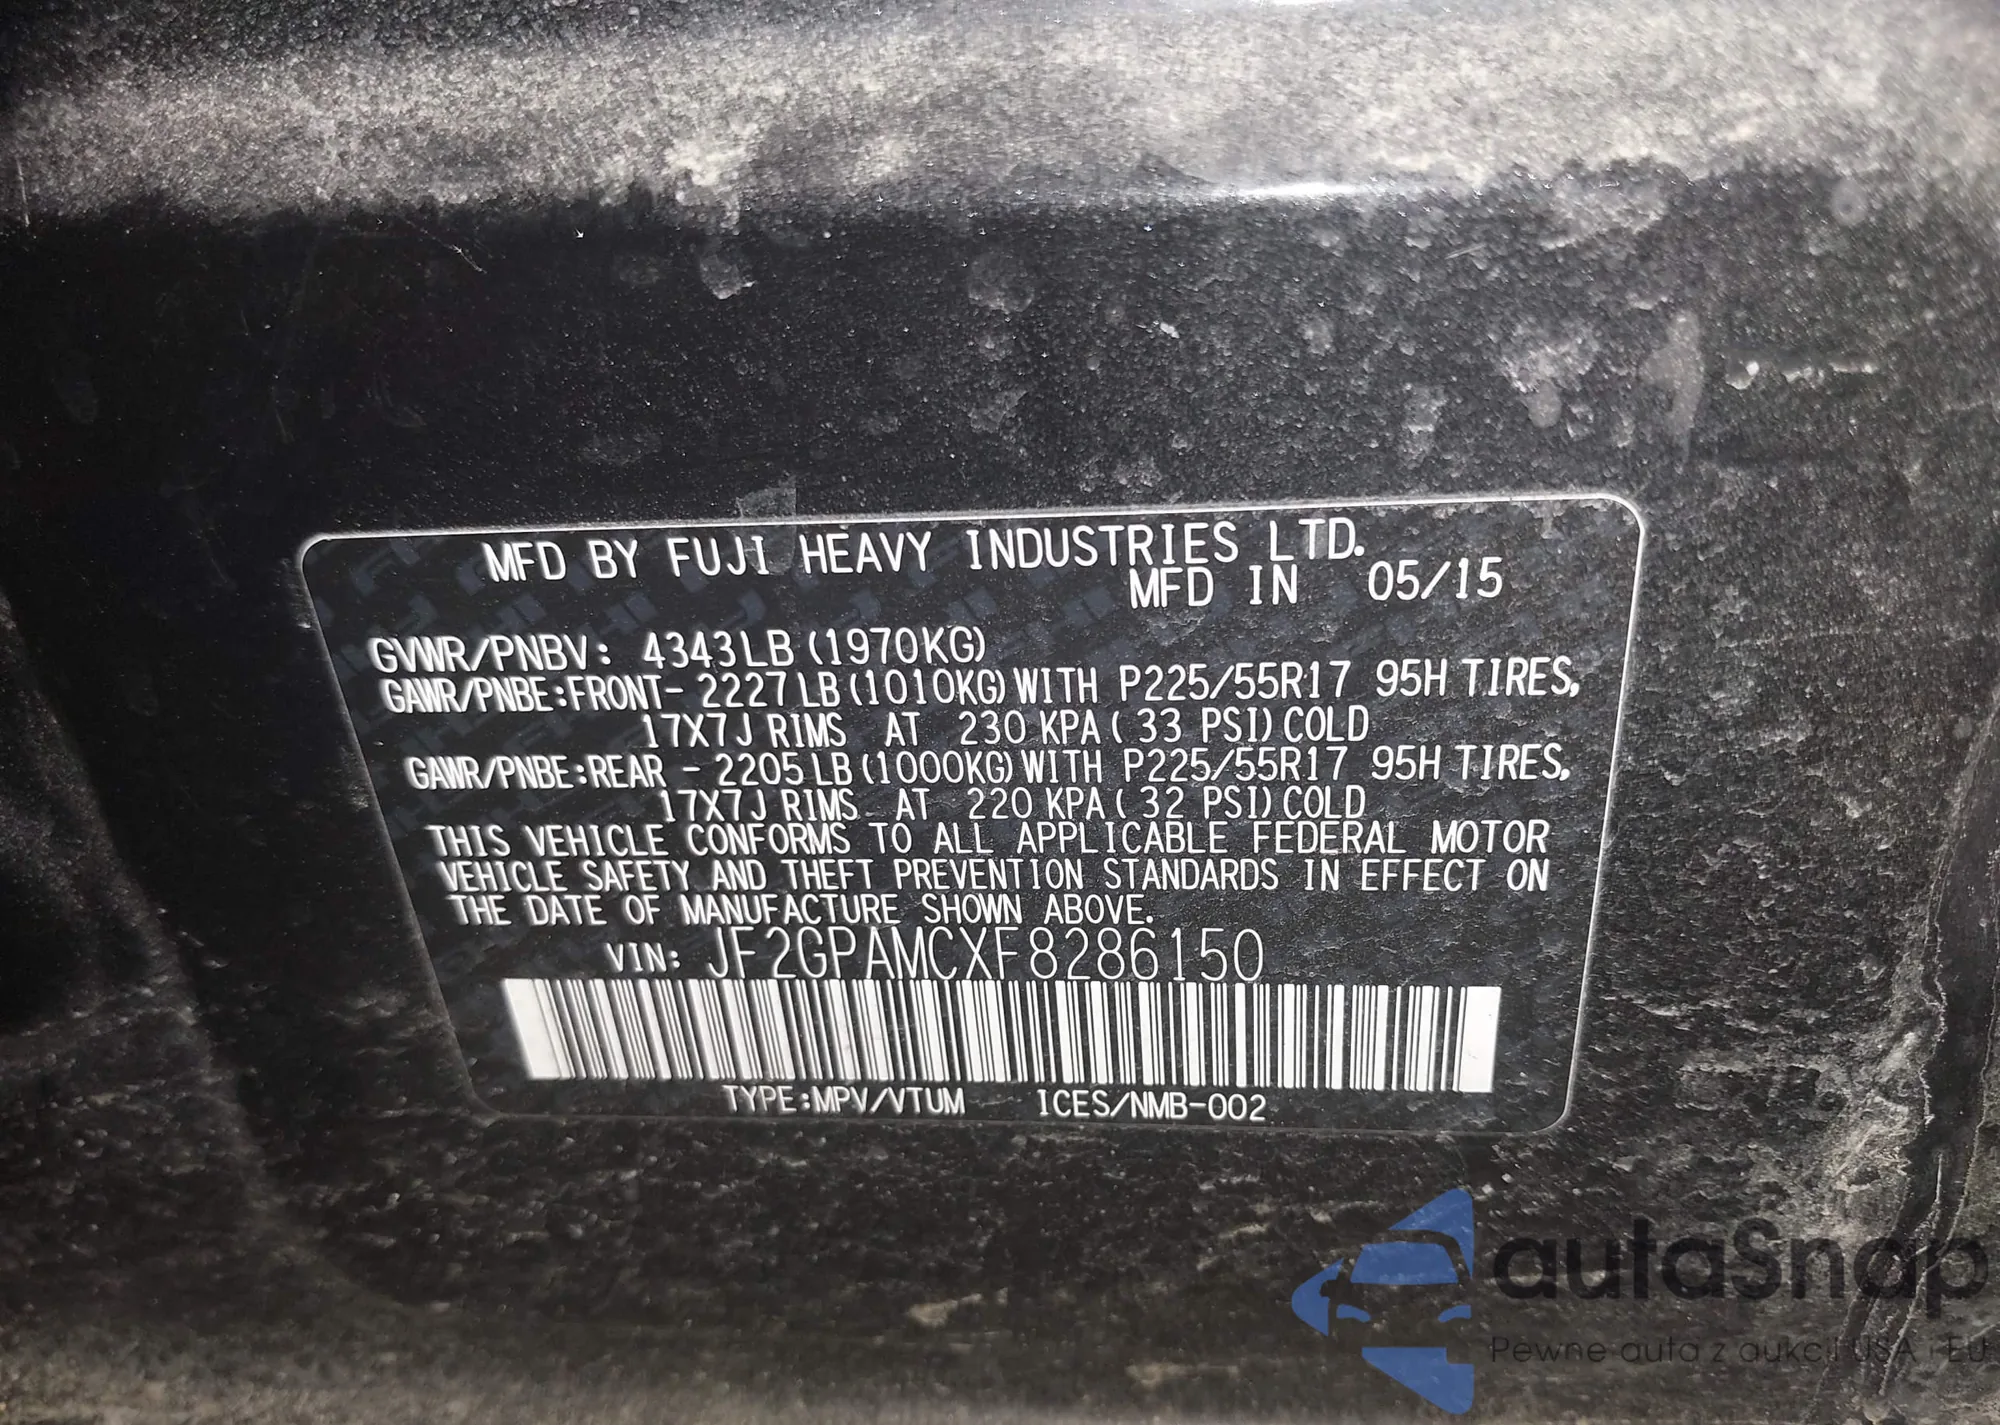 MFD BY FUJI HEAVY INDUSTRIES LTD.
MFD IN 05/15
GVWR/PNBV: 4343LB (1970KG)
GAWR/PNBE:FRONT- 2227LB (1010KG) WITH P225/55R17 95H TIRES,
17X7J RIMS AT 230 KPA ( 33 PSI) COLD
GAWR/PNBE:REAR - 2205LB (1000KG) WITH P225/55R17 95H TIRES,
17X7J RIMS AT 220 KPA ( 32 PSI) COLD
THIS VEHICLE CONFORMS TO ALL APPLICABLE FEDERAL MOTOR
VEHICLE SAFETY AND THEFT PREVENTION STANDARDS IN EFFECT ON
THE DATE OF MANUFACTURE SHOWN ABOVE.
VIN: JF2GPAMCXF8286150
TYPE:MPV/VTUM ICES/NMB-002
autaSnap
Pewne auta z aukcji USA i EU